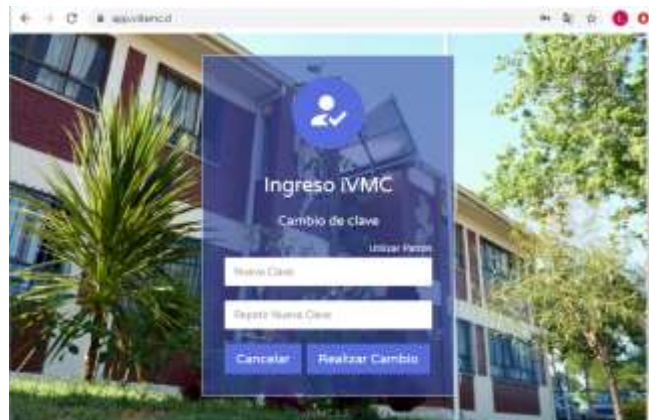 Ingreso iVMC
Cambio de clave
Utilizar Patrón
Nueva Clave
Repetir Nueva Clave
Cancelar
Realizar Cambio